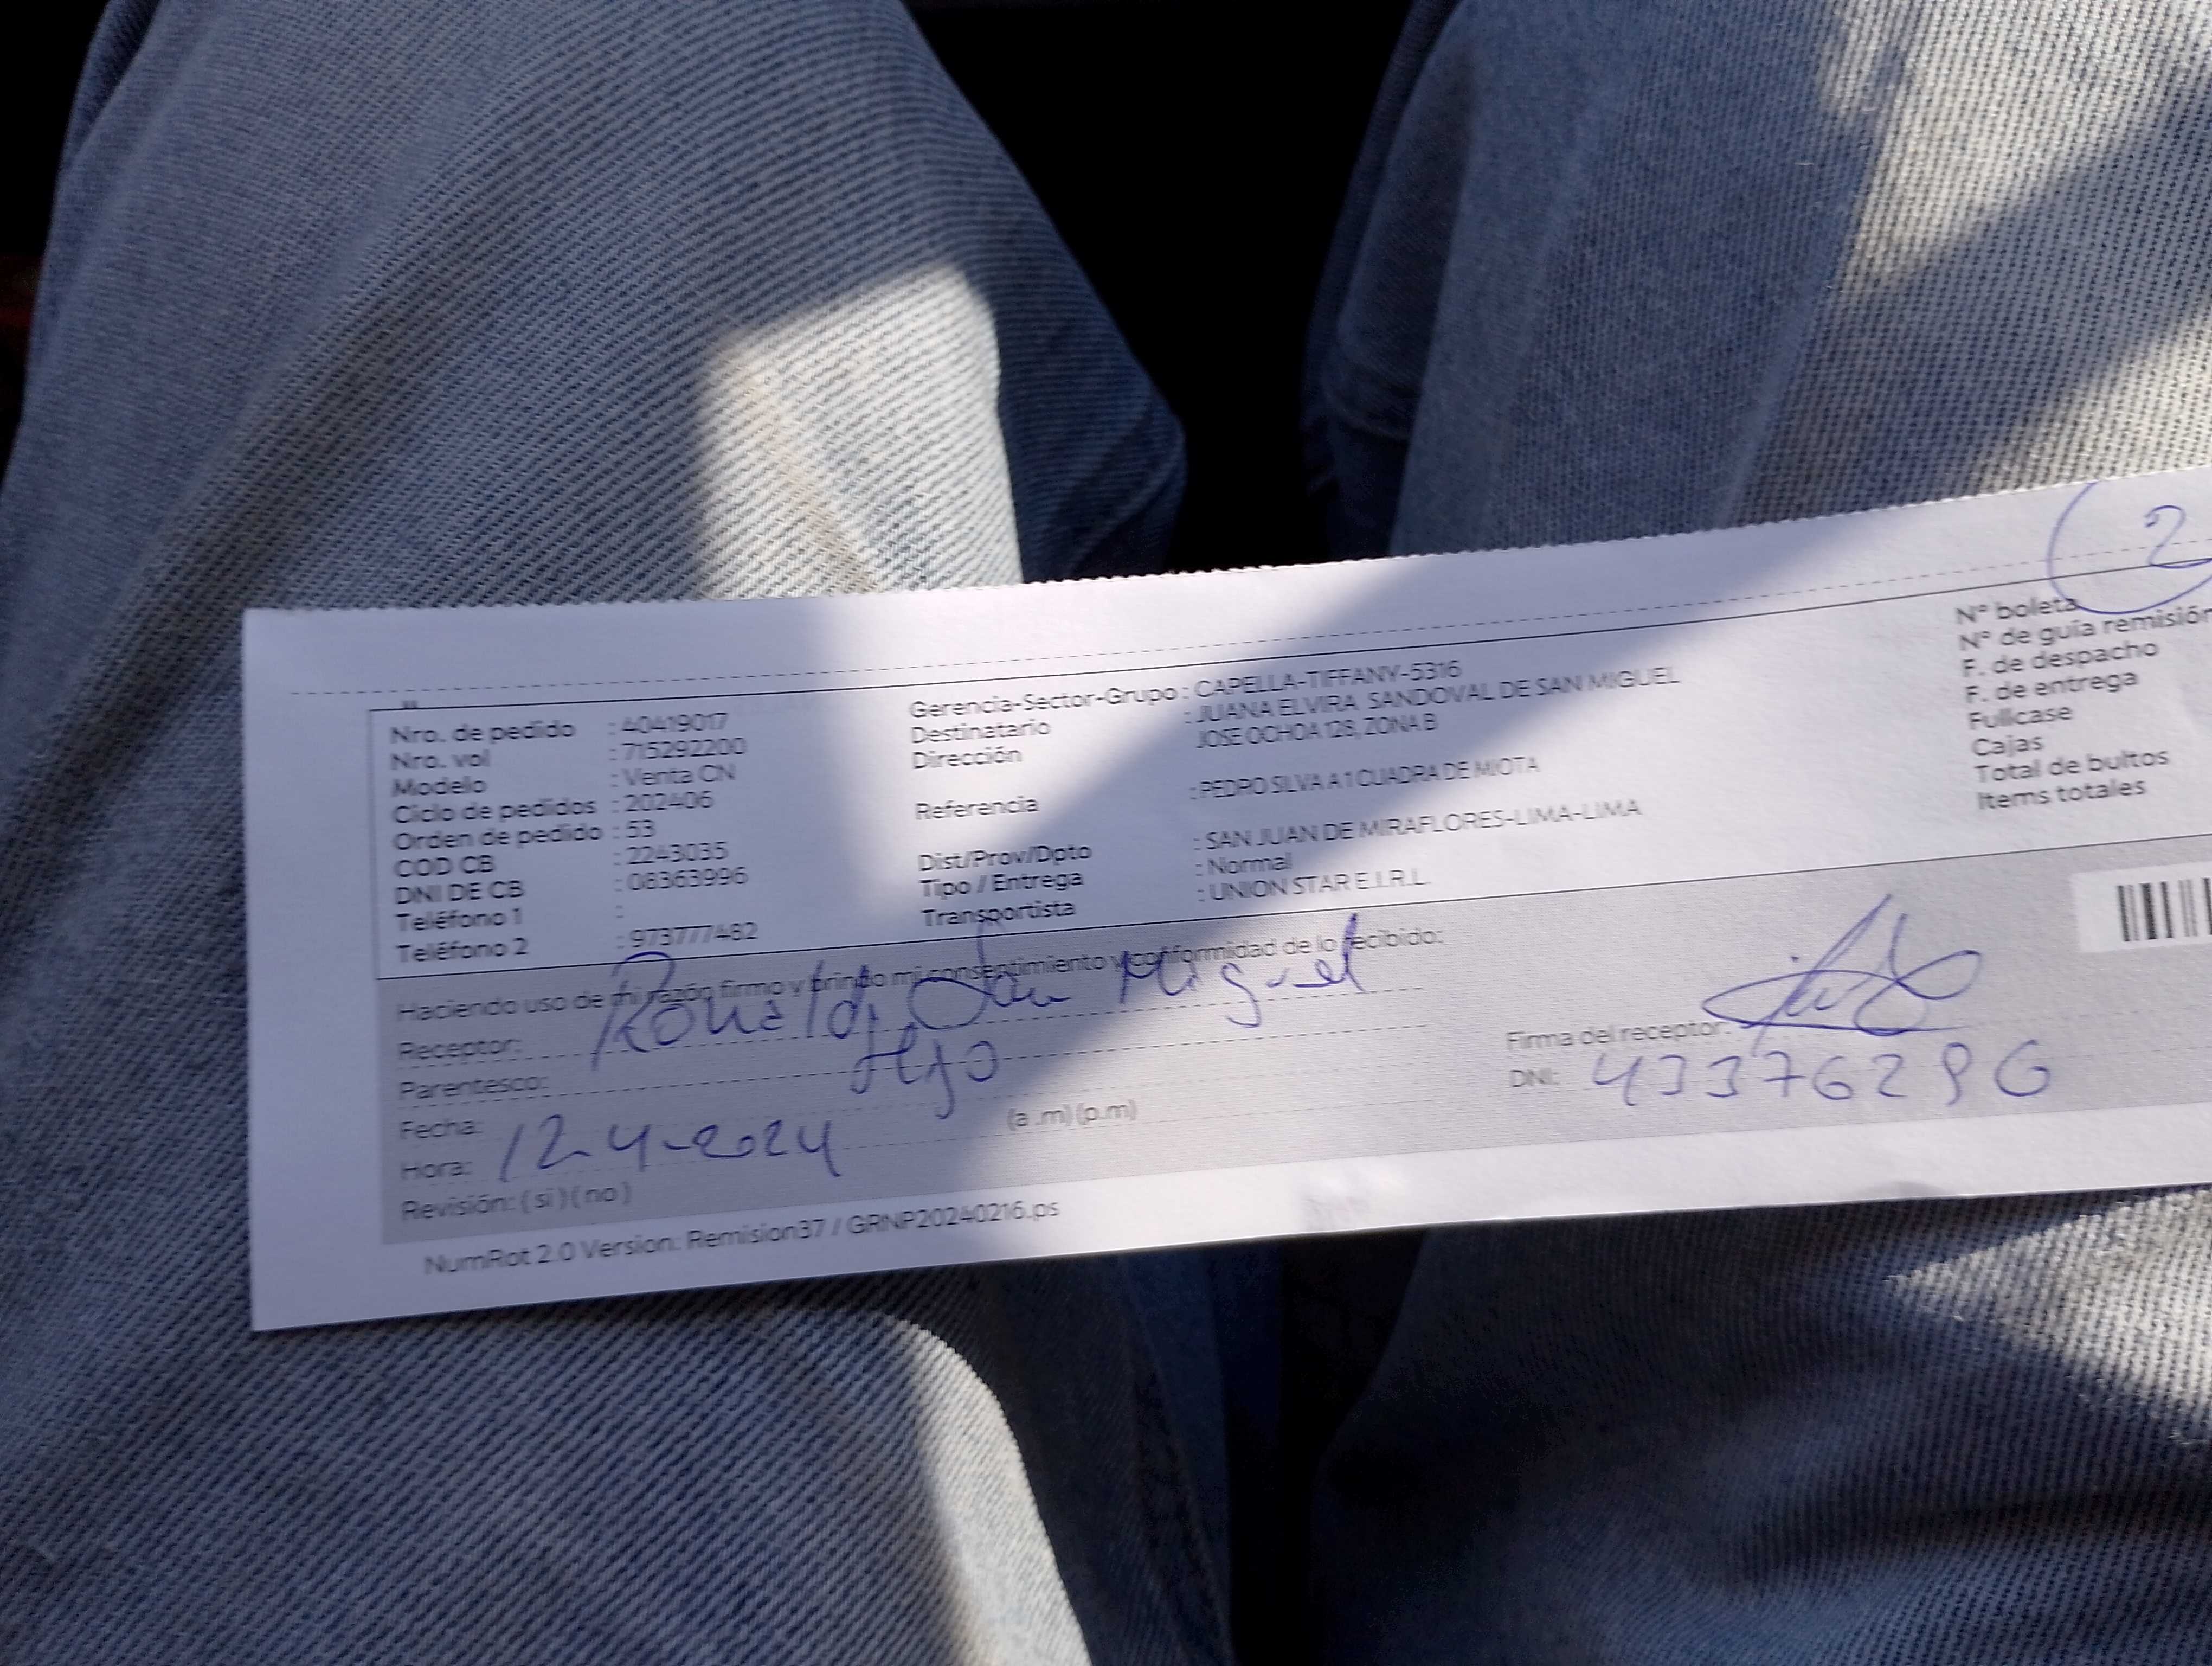 2
Nro. de pedido : 40419017
Nro. vol : 715292200
Modelo : Venta CN
Ciclo de pedidos : 202406
Orden de pedido : 53
COD CB : 2243035
DNI DE CB : 08363996
Teléfono 1 :
Teléfono 2 : 973777482
Gerencia-Sector-Grupo : CAPELLA-TIFFANY-5316
Destinatario : JUANA ELVIRA SANDOVAL DE SAN MIGUEL
Dirección JOSE OCHOA 128, ZONA B
Referencia : PEDRO SILVA A 1 CUADRA DE MIOTA
Dist/Prov/Dpto : SAN JUAN DE MIRAFLORES-LIMA-LIMA
Tipo / Entrega : Normal
Transportista : UNION STAR E.I.R.L.
N° boleta
N° de guía remisión
F. de despacho
F. de entrega
Fullcase
Cajas
Total de bultos
Items totales
Haciendo uso de mi razón firmo y brindo mi consentimiento y conformidad de lo recibido:
Receptor: Ronald San Miguel
Parentesco: Hijo
Fecha: 12-4-2024
Hora: (a.m) (p.m)
Revisión: ( si ) ( no )
Firma del receptor:
DNI: 43376296
NumRot 2.0 Version: Remision37 / GRNP20240216.ps